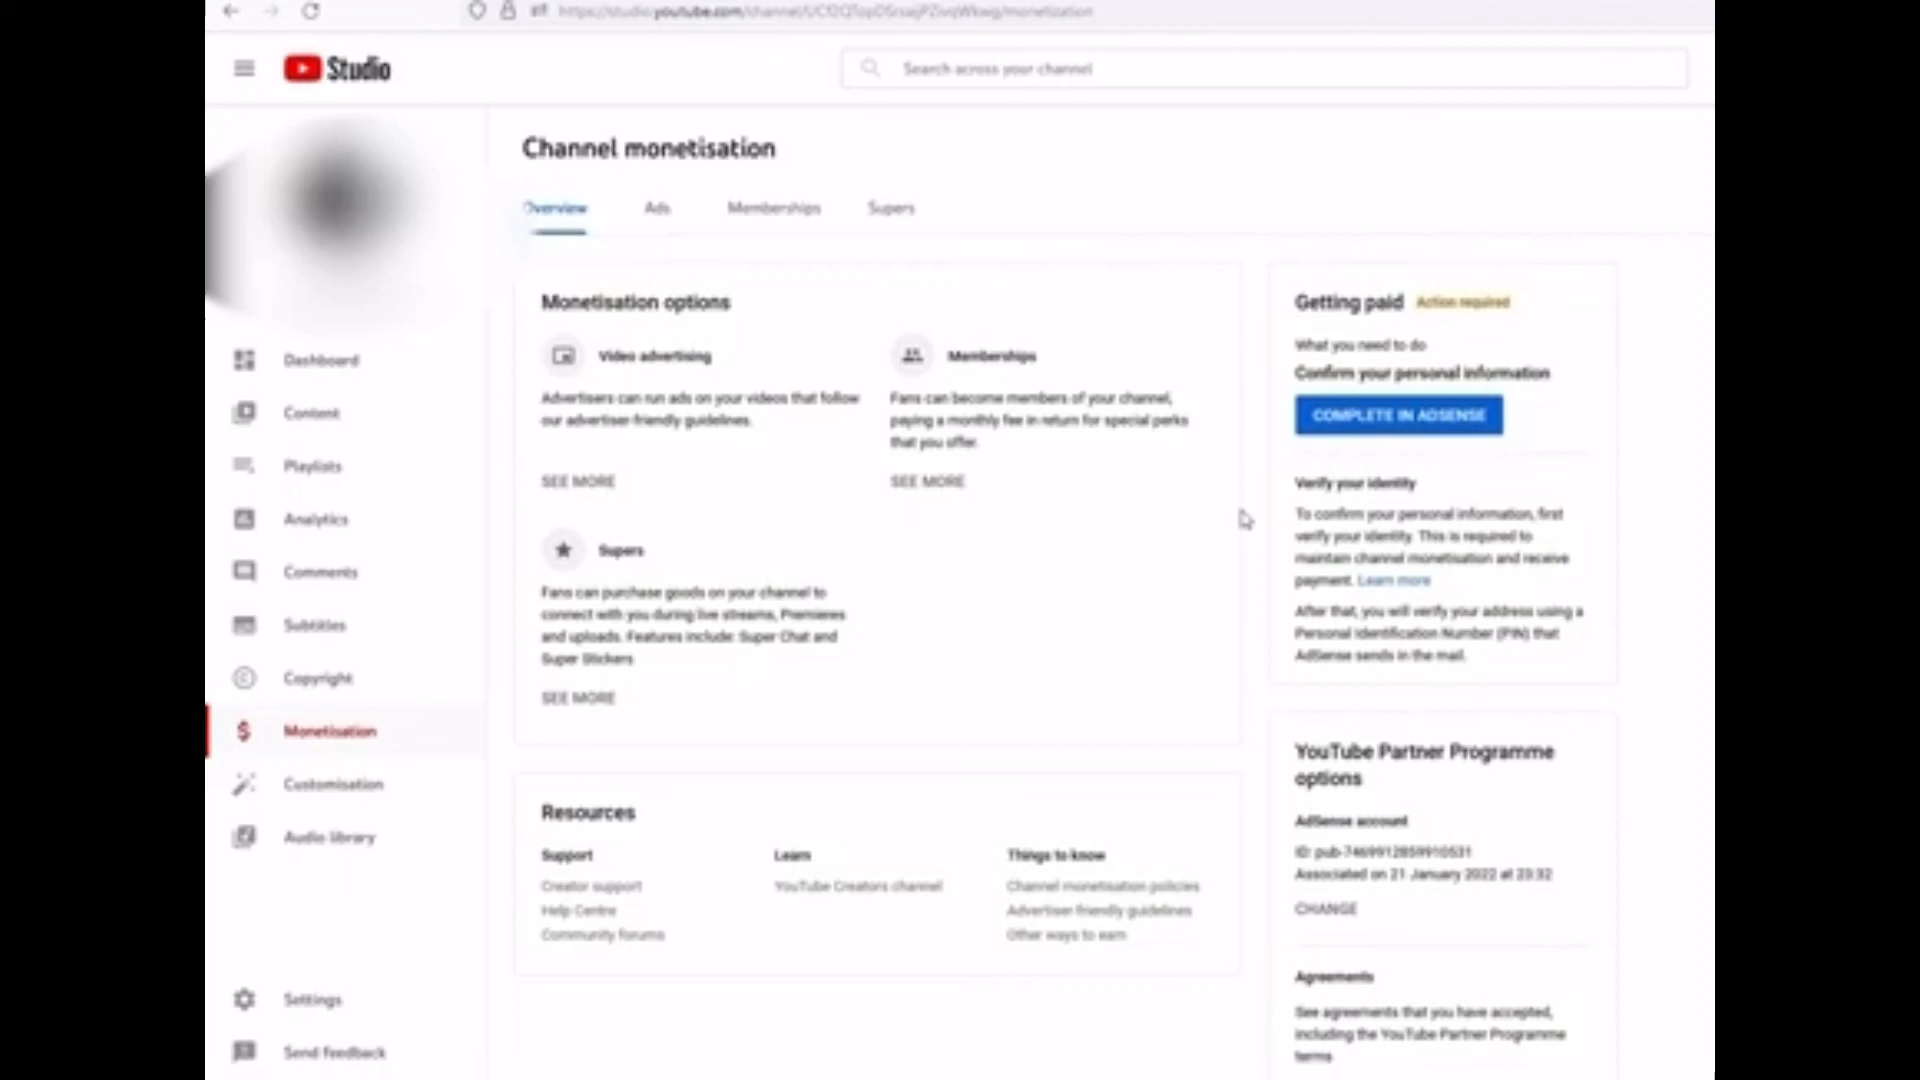 Studio
Search across your channel
Channel monetisation
Overview
Ads
Memberships
Supers
Dashboard
Content
Playlists
Analytics
Comments
Subtitles
Copyright
Monetisation
Customisation
Audio library
Settings
Send feedback
Monetisation options
Video advertising
Advertisers can run ads on your videos that follow
our advertiser-friendly guidelines.
SEE MORE
Memberships
Fans can become members of your channel,
paying a monthly fee in return for special perks
that you offer.
SEE MORE
Supers
Fans can purchase goods on your channel to
connect with you during live streams, Premieres
and uploads. Features include: Super Chat and
Super Stickers
SEE MORE
Resources
Support
Creator support
Help Centre
Community forums
Learn
YouTube Creators channel
Things to know
Channel monetisation policies
Advertiser-friendly guidelines
Other ways to earn
Getting paid
Action required
What you need to do
Confirm your personal information
COMPLETE IN ADSENSE
Verify your identity
To confirm your personal information, first
verify your identity. This is required to
maintain channel monetisation and receive
payment. Learn more
After that, you will verify your address using a
Personal Identification Number (PIN) that
AdSense sends in the mail.
YouTube Partner Programme
options
AdSense account
ID: pub-7469912859910531
Associated on 21 January 2022 at 23:32
CHANGE
Agreements
See agreements that you have accepted,
including the YouTube Partner Programme
terms